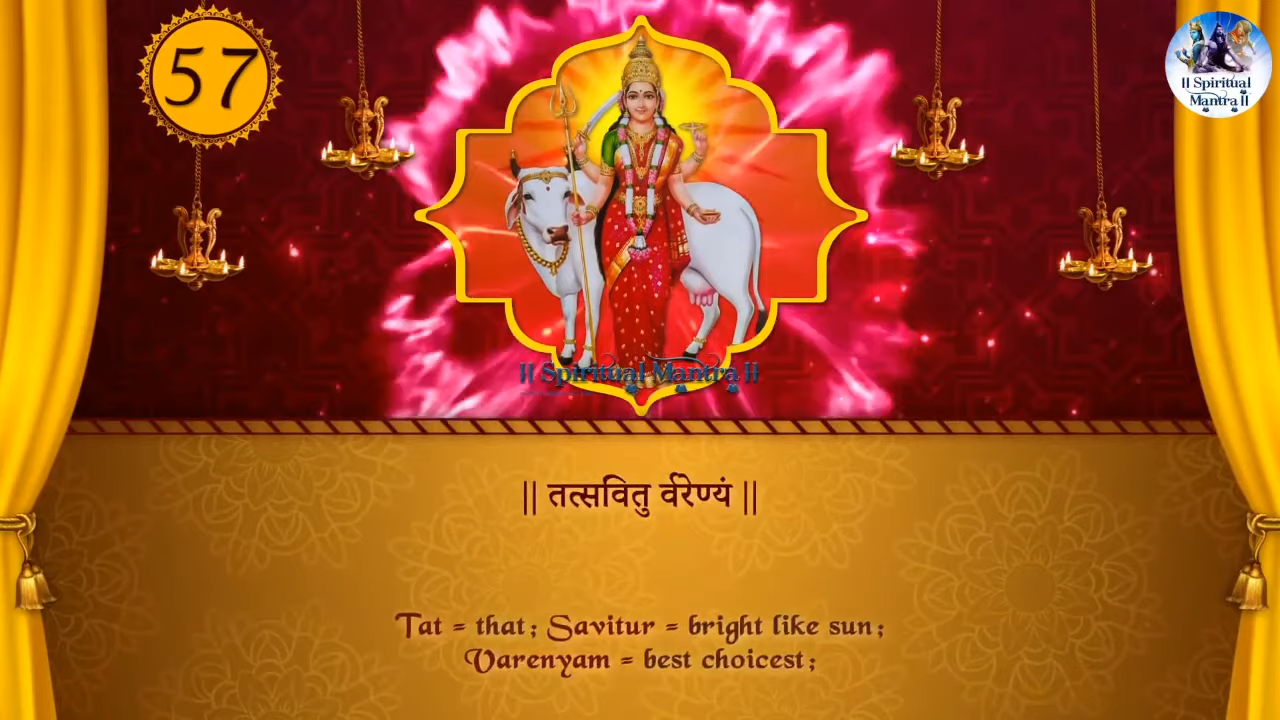 57
|| Spiritual
Mantra ||
|| Spiritual Mantra ||
|| तत्सवितु र्वरेण्यं ||
Tat = that; Savitur = bright like sun;
Varenyam = best choicest;